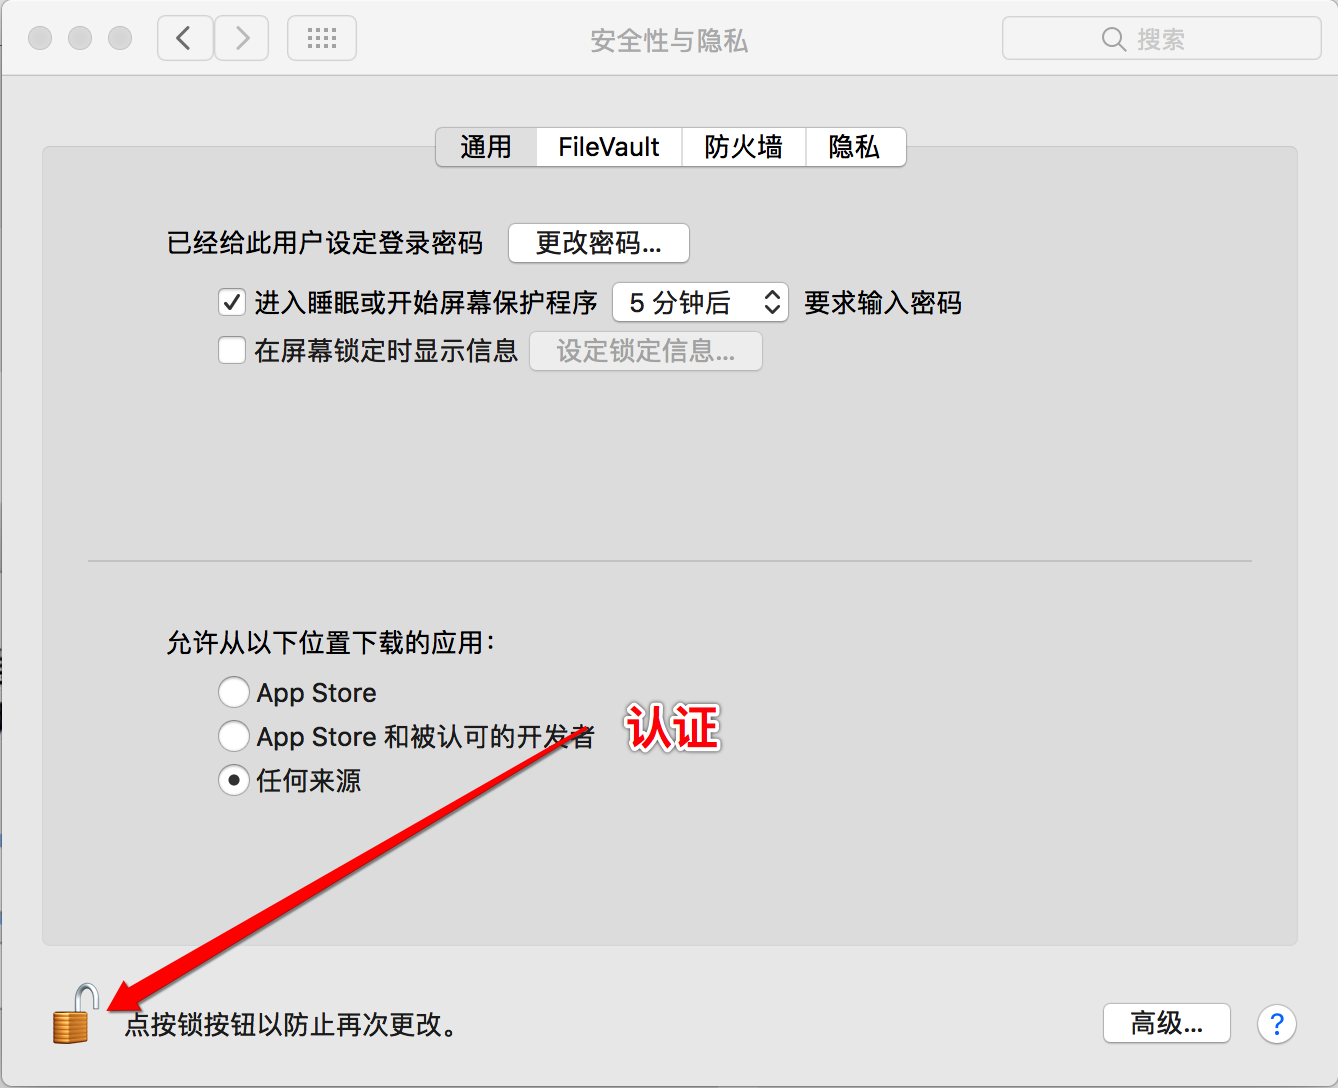 安全性与隐私
搜索
通用 FileVault 防火墙 隐私
已经给此用户设定登录密码 更改密码...
进入睡眠或开始屏幕保护程序 5 分钟后 要求输入密码
在屏幕锁定时显示信息 设定锁定信息...
允许从以下位置下载的应用：
App Store
App Store 和被认可的开发者
认证
任何来源
点按锁按钮以防止再次更改。
高级...
?